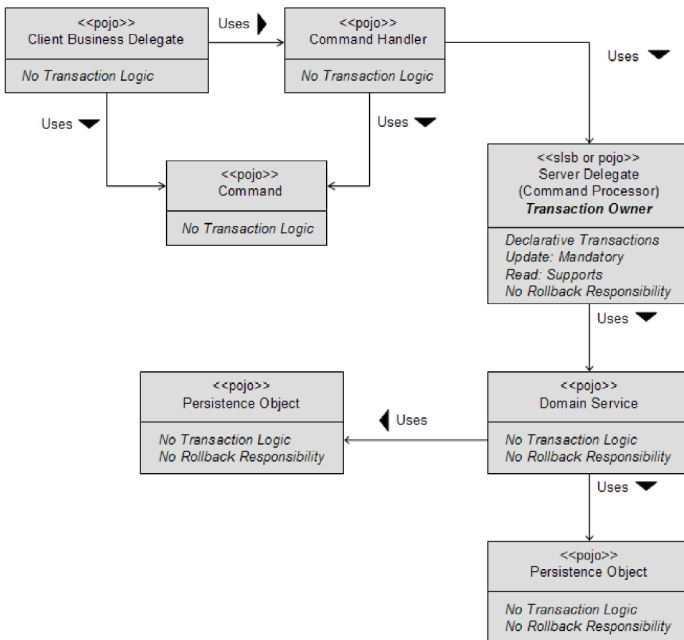 <<pojo>>
Client Business Delegate
No Transaction Logic
Uses
<<pojo>>
Command Handler
No Transaction Logic
Uses
Uses
Uses
<<pojo>>
Command
No Transaction Logic
<<slsb or pojo>>
Server Delegate
(Command Processor)
Transaction Owner
Declarative Transactions
Update: Mandatory
Read: Supports
No Rollback Responsibility
Uses
<<pojo>>
Persistence Object
No Transaction Logic
No Rollback Responsibility
Uses
<<pojo>>
Domain Service
No Transaction Logic
No Rollback Responsibility
Uses
<<pojo>>
Persistence Object
No Transaction Logic
No Rollback Responsibility